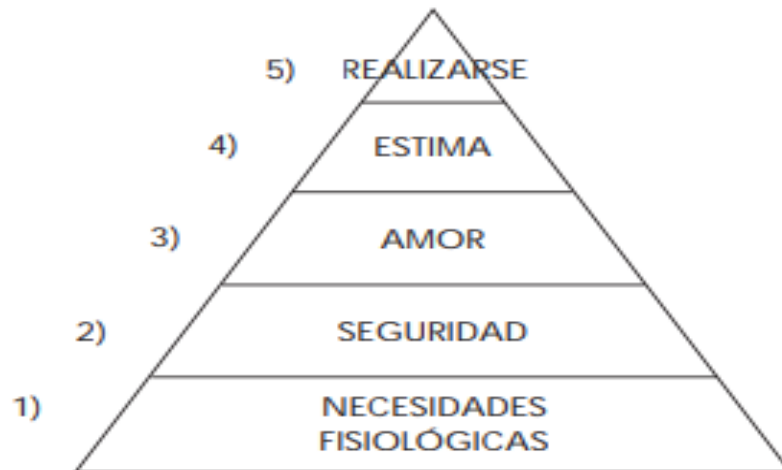 5) REALIZARSE
4) ESTIMA
3) AMOR
2) SEGURIDAD
1) NECESIDADES
FISIOLÓGICAS